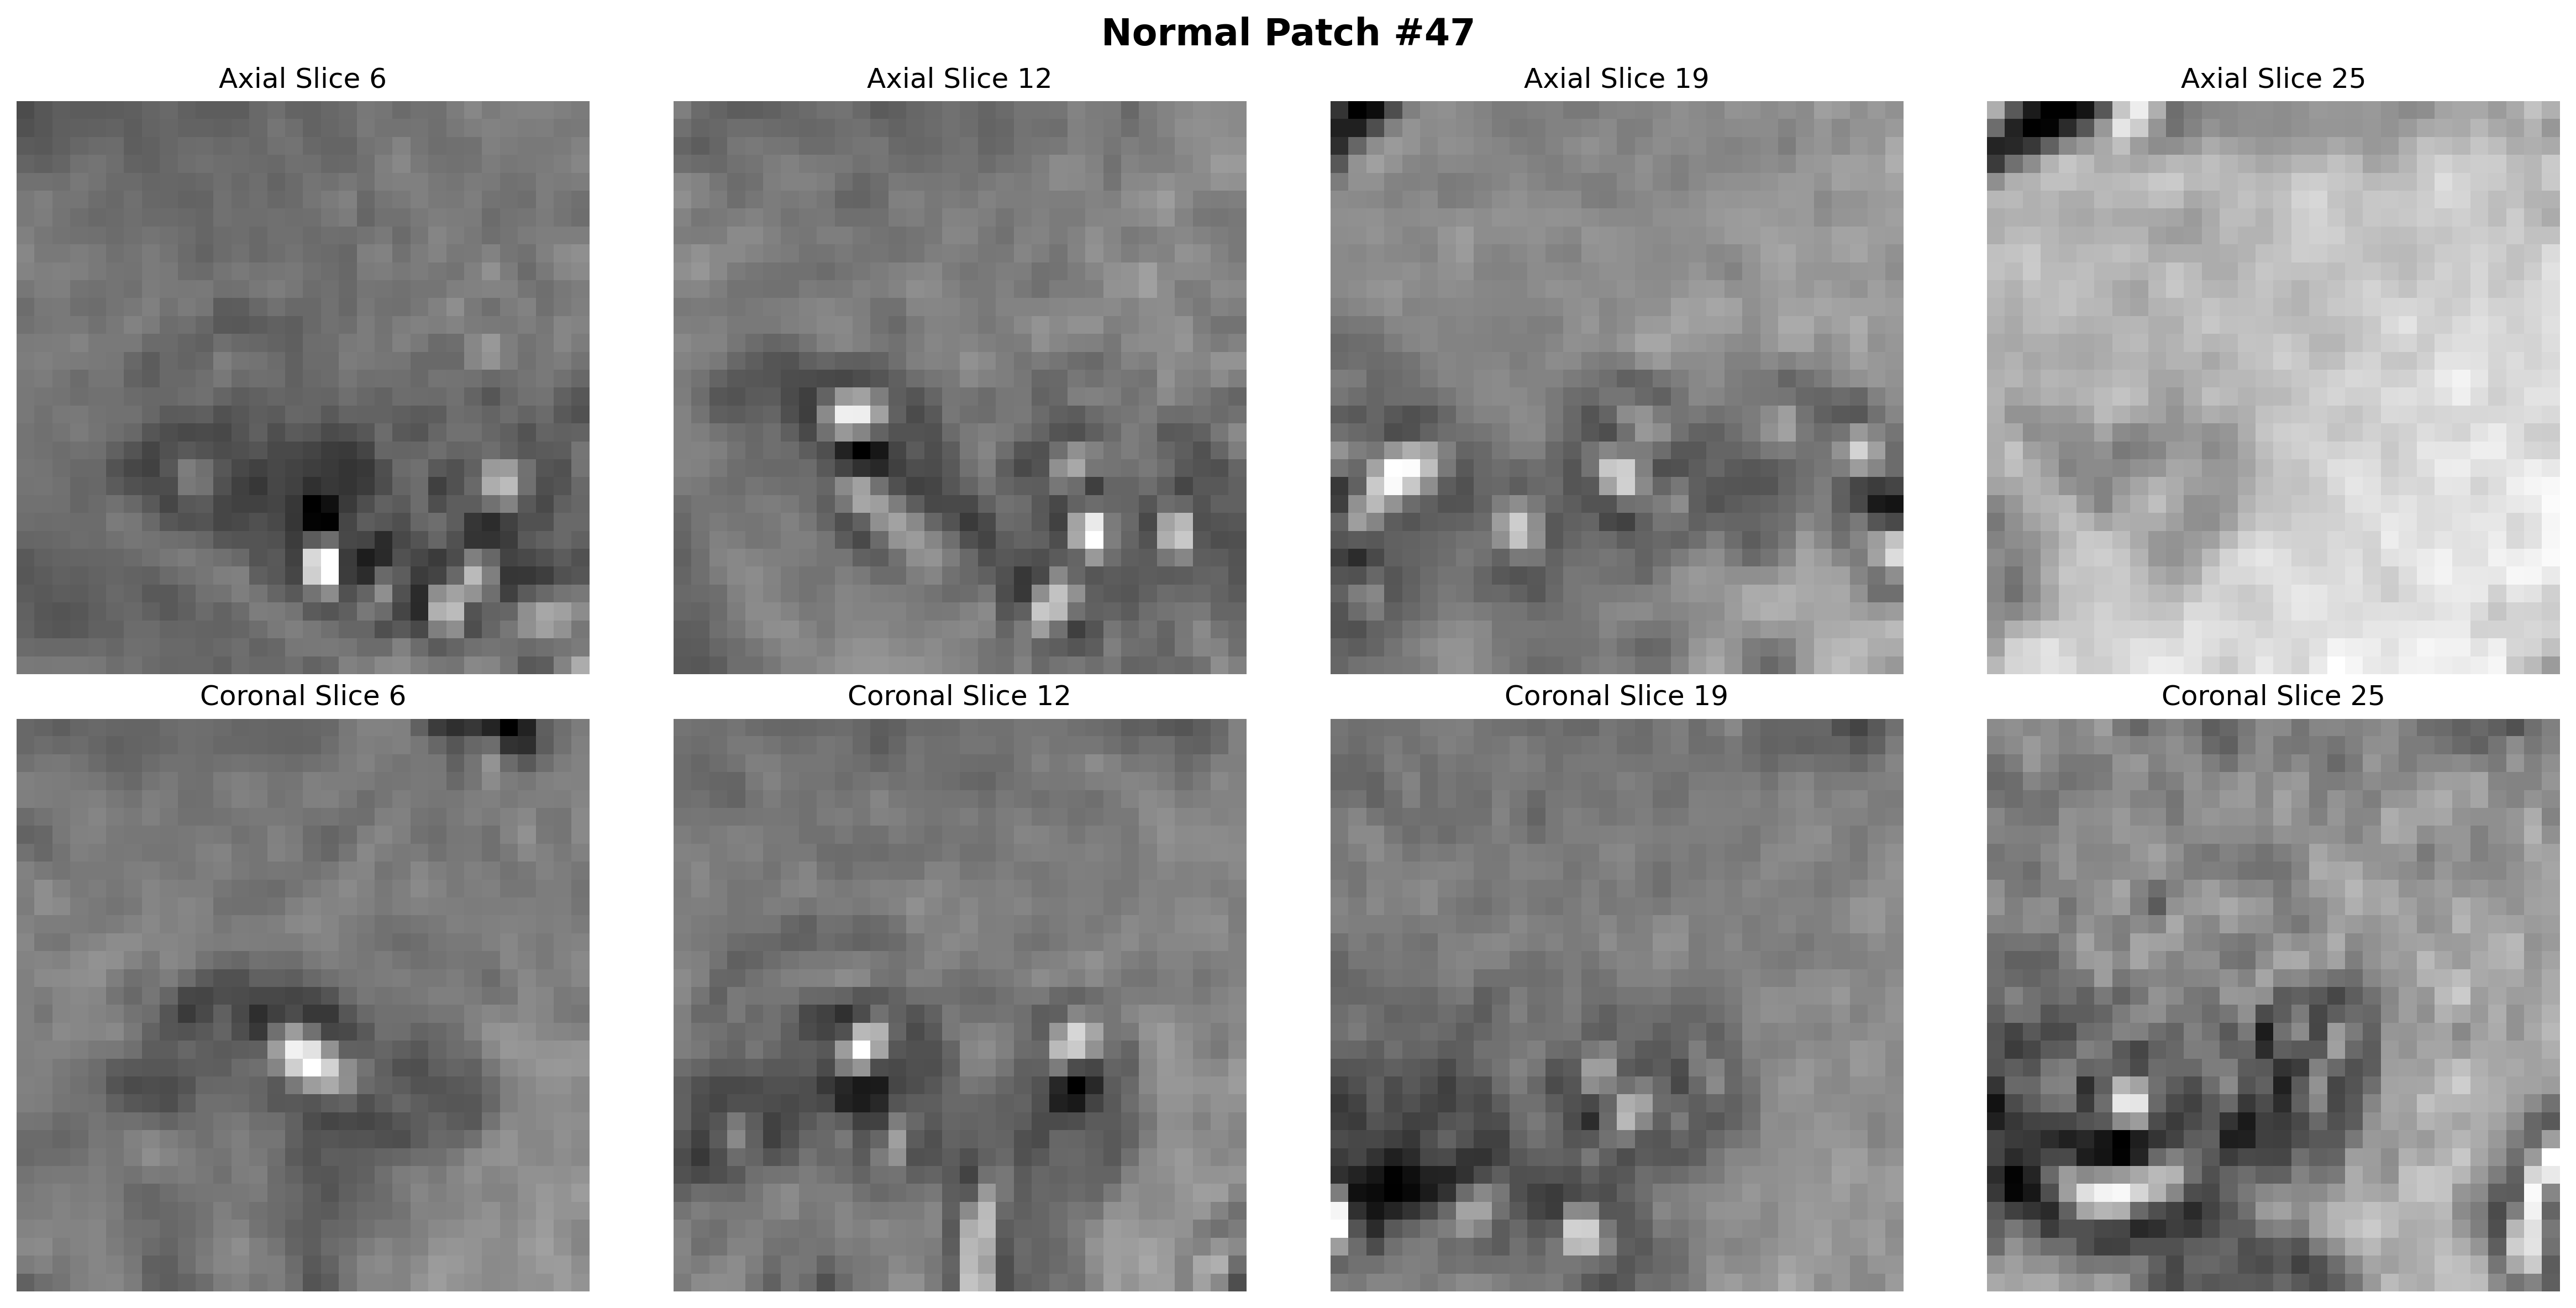 Normal Patch #47
Axial Slice 6
Axial Slice 12
Axial Slice 19
Axial Slice 25
Coronal Slice 6
Coronal Slice 12
Coronal Slice 19
Coronal Slice 25